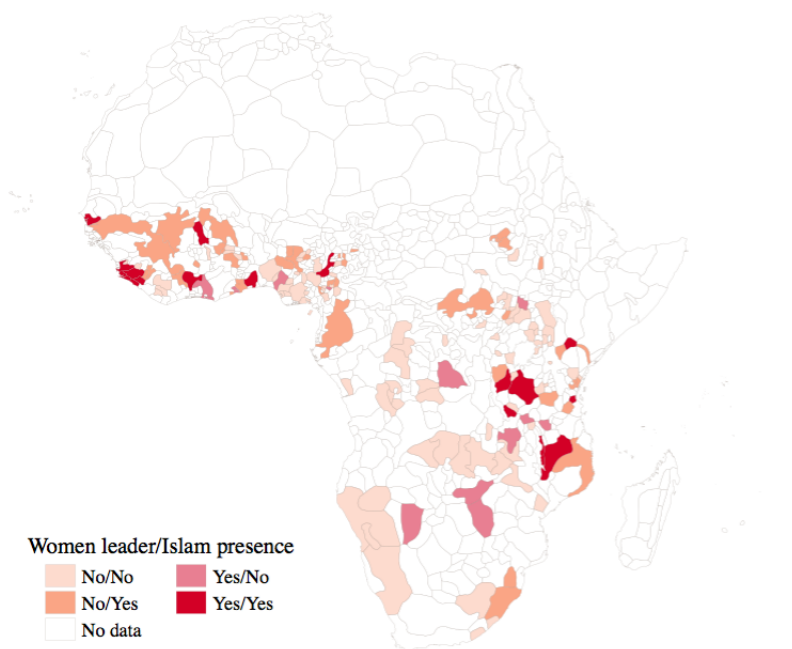 Women leader/Islam presence
No/No Yes/No
No/Yes Yes/Yes
No data